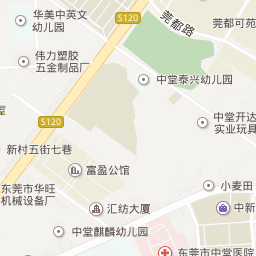 华美中英文
幼儿园
S120
莞都路
莞都可苑
伟力塑胶
五金制品厂
中堂泰兴幼儿园
堂
S120
中堂开达
实业玩具
新村五街七巷
富盈公馆
东莞市华旺
机械设备厂
小麦田
汇纺大厦
中新
中堂麒麟幼儿园
东莞市中堂医院